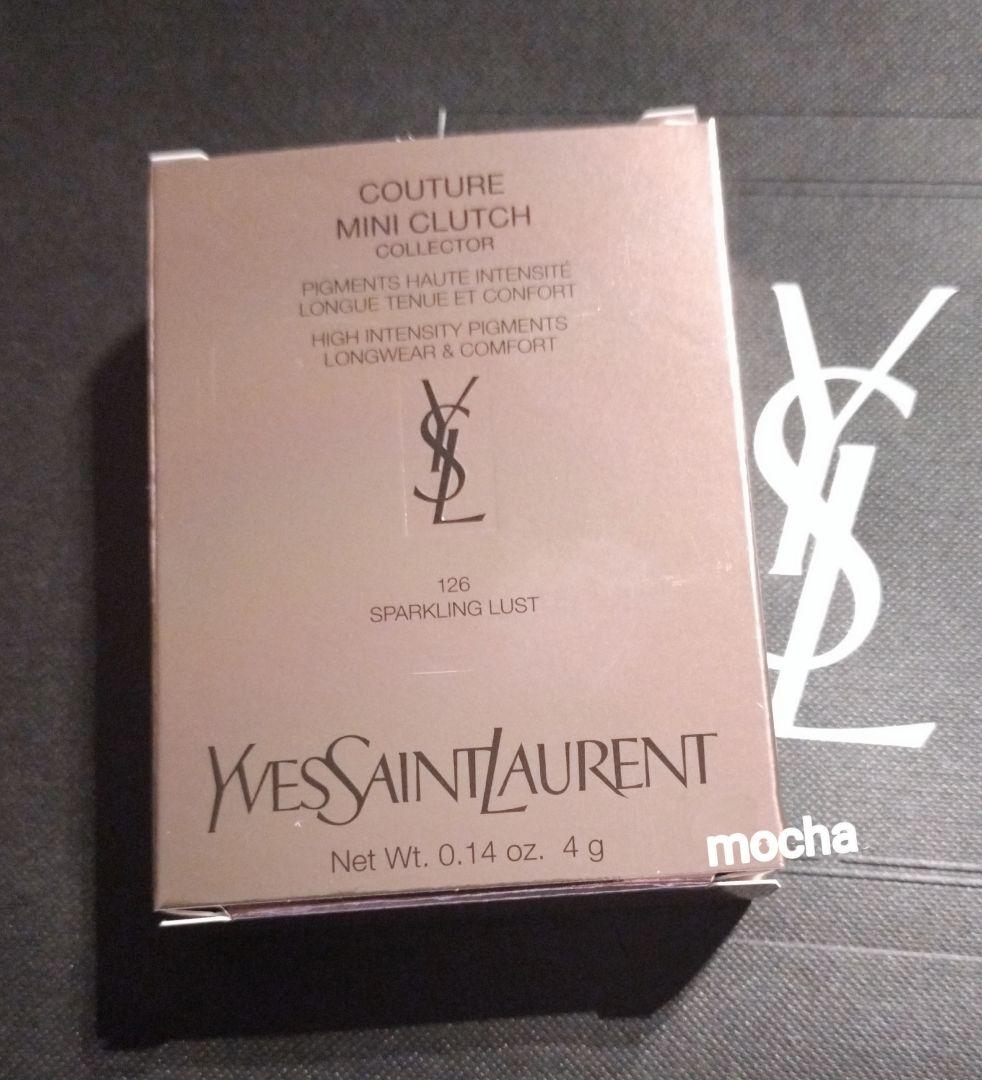 COUTURE
MINI CLUTCH
COLLECTOR
PIGMENTS HAUTE INTENSITÉ
LONGUE TENUE ET CONFORT
HIGH INTENSITY PIGMENTS
LONGWEAR & COMFORT
YSL
126
SPARKLING LUST
YVESSAINTLAURENT
Net Wt. 0.14 oz. 4 g
YSL
mocha